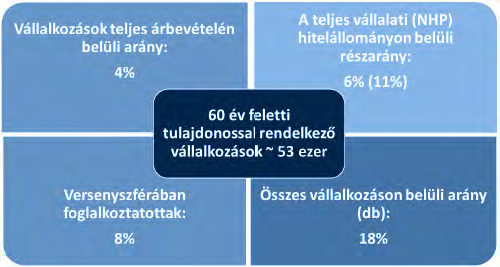 Vállalkozások teljes árbevételén
belüli arány:
4%
A teljes vállalati (NHP)
hitelállományon belüli
részarány:
6% (11%)
60 év feletti
tulajdonossal rendelkező
vállalkozások ~ 53 ezer
Versenyszférában
foglalkoztatottak:
8%
Összes vállalkozáson belüli arány
(db):
18%